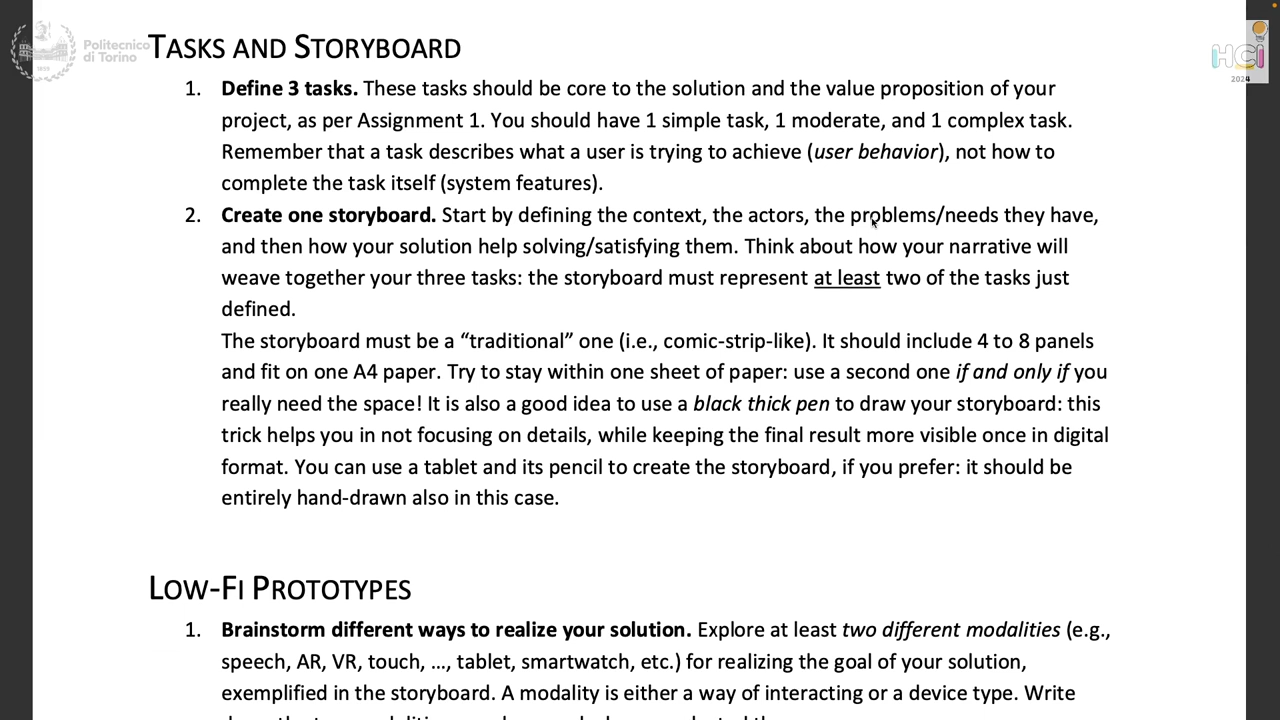 Politecnico
di Torino
TASKS AND STORYBOARD
HCI
2024
1. Define 3 tasks. These tasks should be core to the solution and the value proposition of your
project, as per Assignment 1. You should have 1 simple task, 1 moderate, and 1 complex task.
Remember that a task describes what a user is trying to achieve (user behavior), not how to
complete the task itself (system features).
2. Create one storyboard. Start by defining the context, the actors, the problems/needs they have,
and then how your solution help solving/satisfying them. Think about how your narrative will
weave together your three tasks: the storyboard must represent at least two of the tasks just
defined.
The storyboard must be a “traditional” one (i.e., comic-strip-like). It should include 4 to 8 panels
and fit on one A4 paper. Try to stay within one sheet of paper: use a second one if and only if you
really need the space! It is also a good idea to use a black thick pen to draw your storyboard: this
trick helps you in not focusing on details, while keeping the final result more visible once in digital
format. You can use a tablet and its pencil to create the storyboard, if you prefer: it should be
entirely hand-drawn also in this case.
LOW-FI PROTOTYPES
1. Brainstorm different ways to realize your solution. Explore at least two different modalities (e.g.,
speech, AR, VR, touch, …, tablet, smartwatch, etc.) for realizing the goal of your solution,
exemplified in the storyboard. A modality is either a way of interacting or a device type. Write